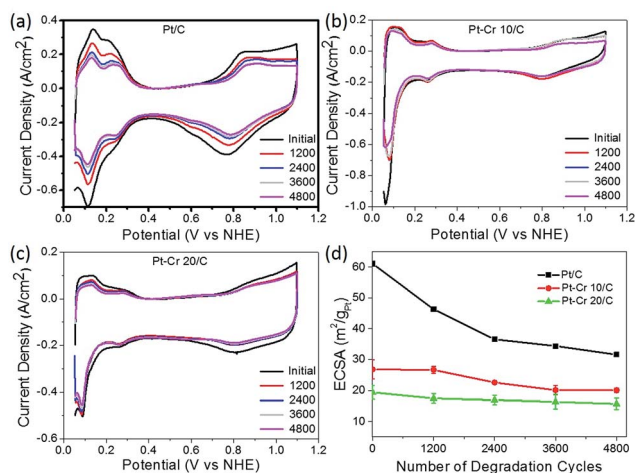 (a)
Pt/C
0.4
0.2
0.0
-0.2
-0.4
-0.6
Current Density (A/cm²)
0.0 0.2 0.4 0.6 0.8 1.0 1.2
Potential (V vs NHE)
Initial
1200
2400
3600
4800
(b)
Pt-Cr 10/C
0.4
0.2
0.0
-0.2
-0.4
-0.6
-0.8
-1.0
Current Density (A/cm²)
0.0 0.2 0.4 0.6 0.8 1.0 1.2
Potential (V vs NHE)
Initial
1200
2400
3600
4800
(c)
Pt-Cr 20/C
0.2
0.0
-0.2
-0.4
-0.6
Current Density (A/cm²)
0.0 0.2 0.4 0.6 0.8 1.0 1.2
Potential (V vs NHE)
Initial
1200
2400
3600
4800
(d)
Pt/C
Pt-Cr 10/C
Pt-Cr 20/C
60
50
40
30
20
10
0
ECSA (m²/gPt)
0 1200 2400 3600 4800
Number of Degradation Cycles